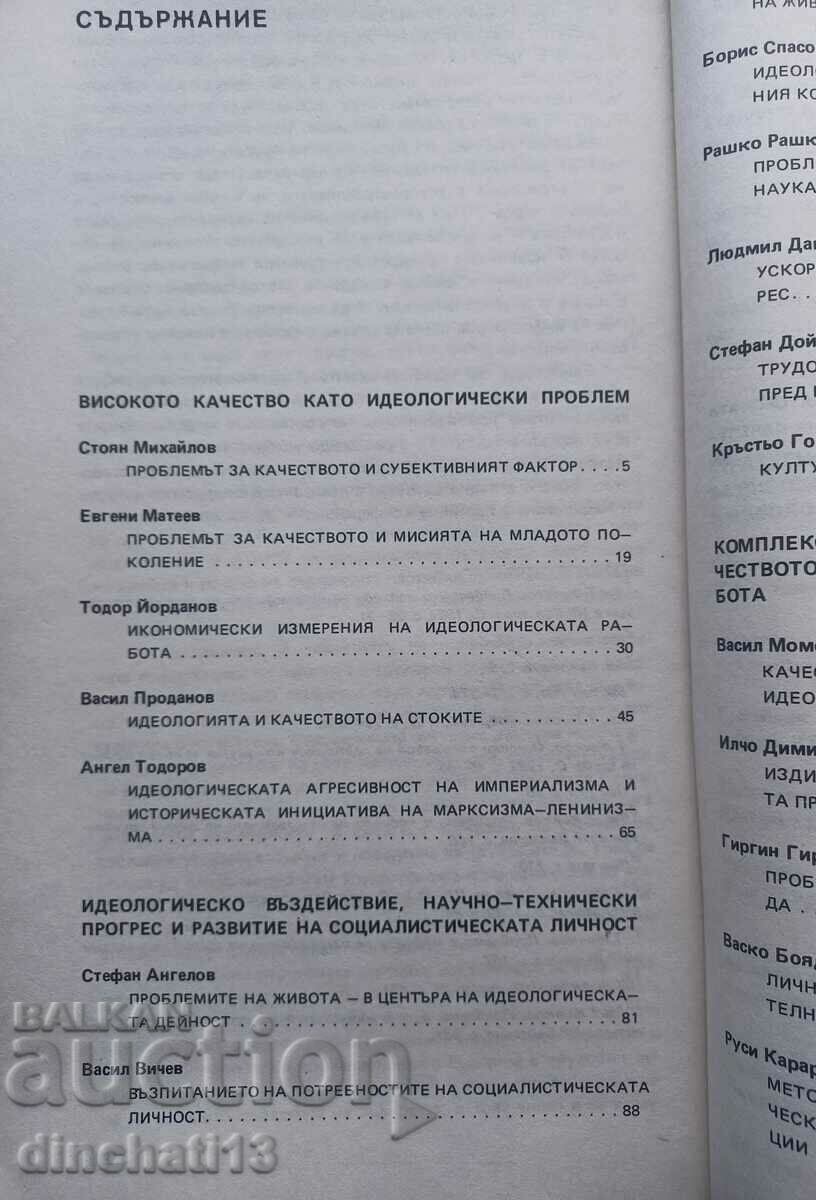 СЪДЪРЖАНИЕ
ВИСОКОТО КАЧЕСТВО КАТО ИДЕОЛОГИЧЕСКИ ПРОБЛЕМ
Стоян Михайлов
ПРОБЛЕМЪТ ЗА КАЧЕСТВОТО И СУБЕКТИВНИЯТ ФАКТОР. . . . 5
Евгени Матеев
ПРОБЛЕМЪТ ЗА КАЧЕСТВОТО И МИСИЯТА НА МЛАДОТО ПО-
КОЛЕНИЕ . . . . . . . . . . . . . . . . . . . . . . . . . . . . . . . . . . . 19
Тодор Йорданов
ИКОНОМИЧЕСКИ ИЗМЕРЕНИЯ НА ИДЕОЛОГИЧЕСКАТА РА-
БОТА . . . . . . . . . . . . . . . . . . . . . . . . . . . . . . . . . . . . . . 30
Васил Проданов
ИДЕОЛОГИЯТА И КАЧЕСТВОТО НА СТОКИТЕ . . . . . . . . . . . 45
Ангел Тодоров
ИДЕОЛОГИЧЕСКАТА АГРЕСИВНОСТ НА ИМПЕРИАЛИЗМА И
ИСТОРИЧЕСКАТА ИНИЦИАТИВА НА МАРКСИЗМА–ЛЕНИНИЗ-
МА . . . . . . . . . . . . . . . . . . . . . . . . . . . . . . . . . . . . . . . . 65
ИДЕОЛОГИЧЕСКО ВЪЗДЕЙСТВИЕ, НАУЧНО–ТЕХНИЧЕСКИ
ПРОГРЕС И РАЗВИТИЕ НА СОЦИАЛИСТИЧЕСКАТА ЛИЧНОСТ
Стефан Ангелов
ПРОБЛЕМИТЕ НА ЖИВОТА – В ЦЕНТЪРА НА ИДЕОЛОГИЧЕСКА-
ТА ДЕЙНОСТ . . . . . . . . . . . . . . . . . . . . . . . . . . . . . . . . . 81
Васил Вичев
ВЪЗПИТАНИЕТО НА ПОТРЕБНОСТИТЕ НА СОЦИАЛИСТИЧЕСКАТА
ЛИЧНОСТ. . . . . . . . . . . . . . . . . . . . . . . . . . . . . . . . . . . . 88
НА ЖИВ
Борис Спасо
ИДЕОЛ
НИЯ КО
Рашко Рашк
ПРОБЛ
НАУКА
Людмил Да
УСКОР
РЕС. . .
Стефан Дой
ТРУДО
ПРЕД
Кръстьо Го
КУЛТУ
КОМПЛЕКС
ЧЕСТВОТО
БОТА
Васил Моме
КАЧЕС
ИДЕО
Илчо Дими
ИЗДИ
ТА ПР
Гиргин Гир
ПРОБ
ДА . .
Васко Бояд
ЛИЧН
ТЕЛН
Руси Карар
МЕТО
ЧЕСК
ЦИИ
BALKAN
auction
dinchati13